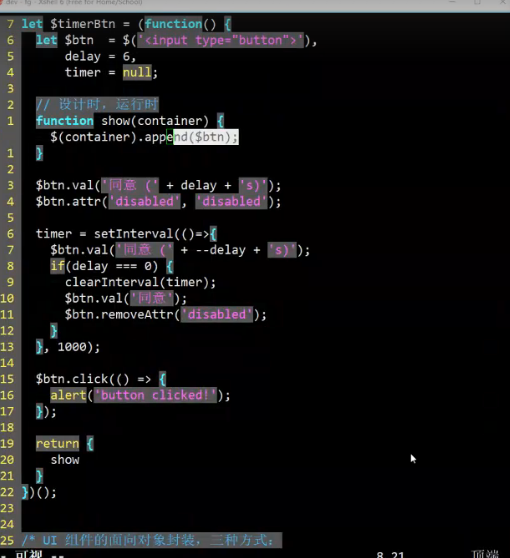 dev - fg - Xshell 6 (Free for Home/School)
7 let $timerBtn = (function() {
6   let $btn  = $('<input type="button">'),
5       delay = 6,
4       timer = null;
3
2   // 设计时，运行时
1   function show(container) {
    $(container).append($btn);
1   }
2
3   $btn.val('同意 (' + delay + 's)');
4   $btn.attr('disabled', 'disabled');
5
6   timer = setInterval(()=>{
7     $btn.val('同意 (' + --delay + 's)');
8     if(delay === 0) {
9       clearInterval(timer);
10       $btn.val('同意');
11       $btn.removeAttr('disabled');
12     }
13   }, 1000);
14
15   $btn.click(() => {
16     alert('button clicked!');
17   });
18
19   return {
20     show
21   }
22 })();
23
24
25 /* UI 组件的面向对象封装，三种方式：
- 可视 -- 8,21 顶端